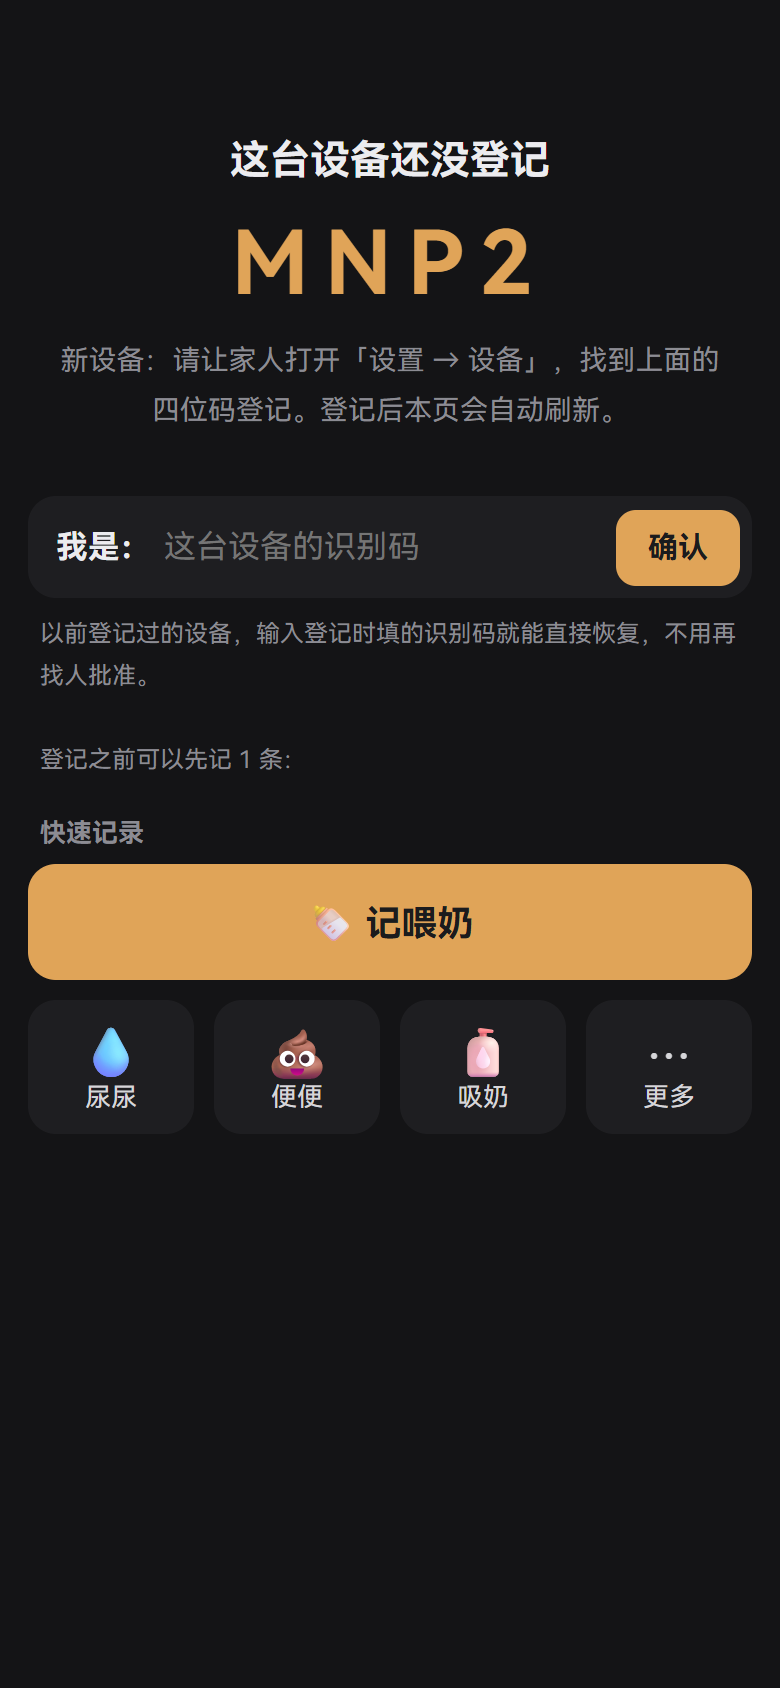 这台设备还没登记
MNP2
新设备：请让家人打开「设置 → 设备」，找到上面的
四位码登记。登记后本页会自动刷新。
我是： 这台设备的识别码 确认
以前登记过的设备，输入登记时填的识别码就能直接恢复，不用再
找人批准。
登记之前可以先记 1 条：
快速记录
🍼 记喂奶
尿尿 便便 吸奶 更多